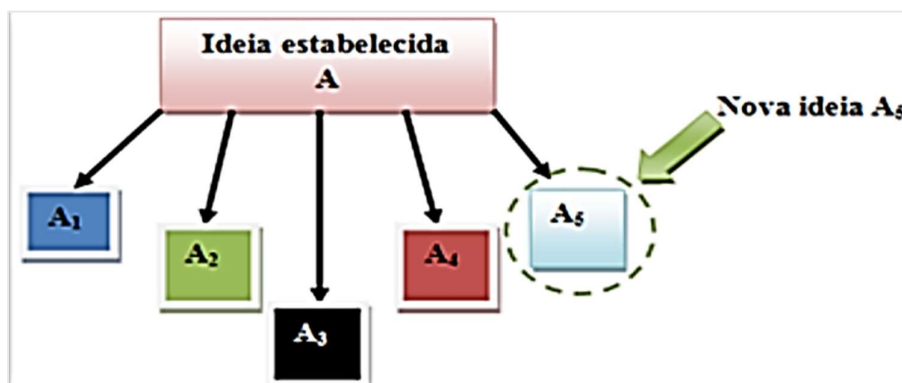 Ideia estabelecida
A
Nova ideia A₅
A₁
A₂
A₃
A₄
A₅